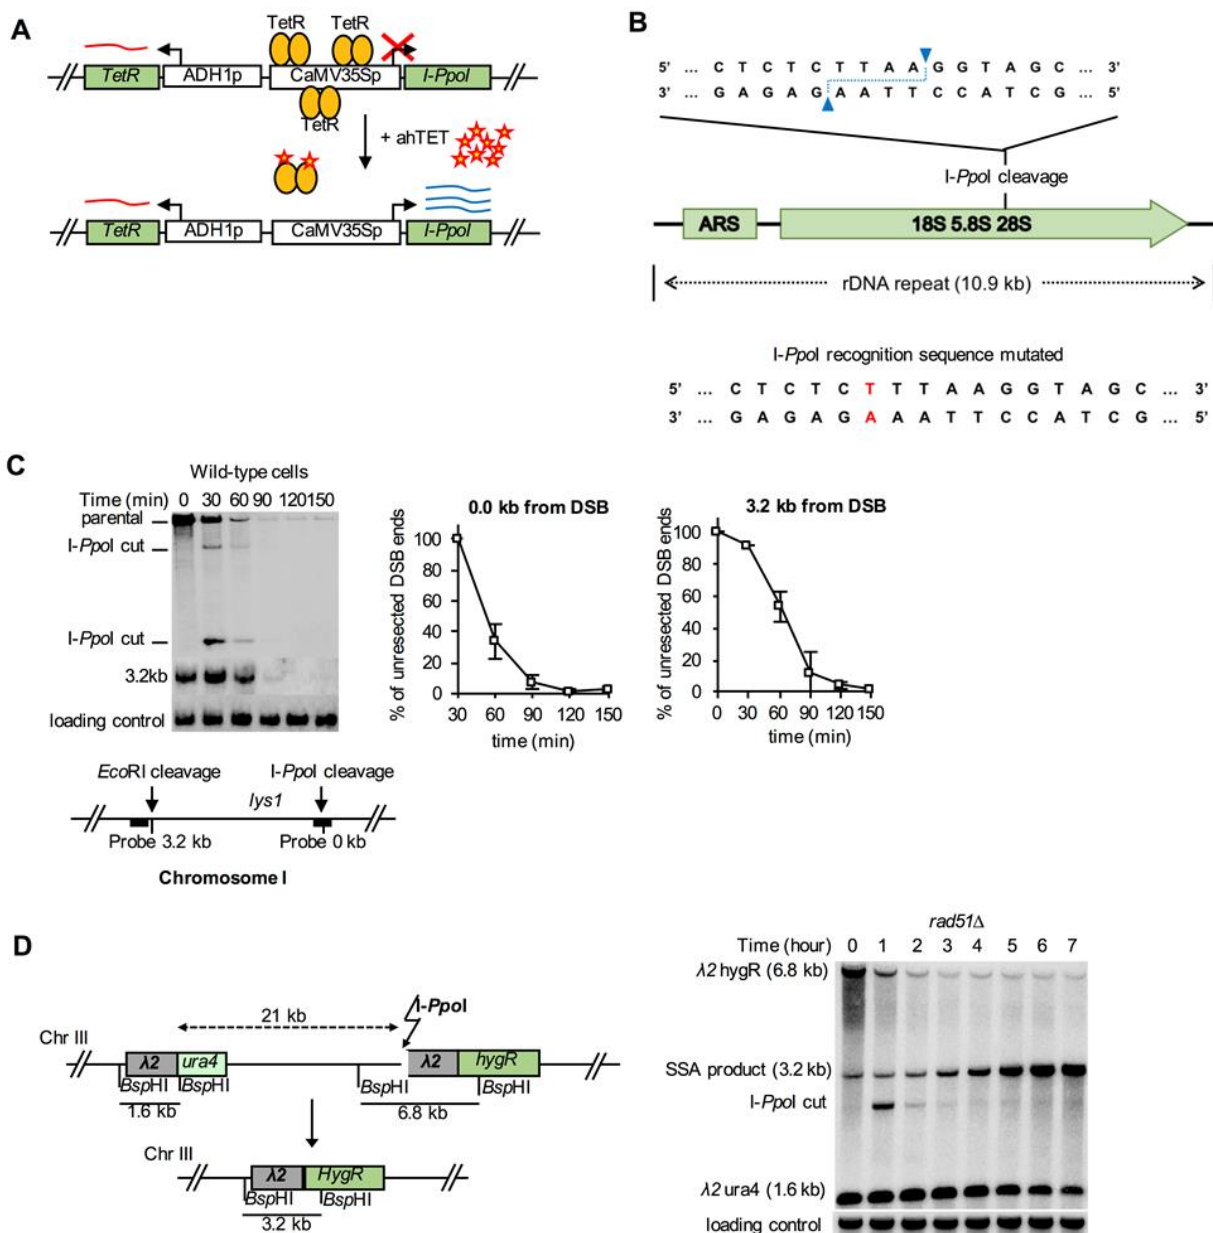 A
TetR TetR
TetR ADH1p CaMV35Sp I-PpoI
TetR
+ ahTET
TetR ADH1p CaMV35Sp I-PpoI
B
5' ... C T C T C T T A A G G T A G C ... 3'
3' ... G A G A G A A T T C C A T C G ... 5'
I-PpoI cleavage
ARS 18S 5.8S 28S
rDNA repeat (10.9 kb)
I-PpoI recognition sequence mutated
5' ... C T C T C T T T A A G G T A G C ... 3'
3' ... G A G A G A A A T T C C A T C G ... 5'
C
Wild-type cells
Time (min) 0 30 60 90 120 150
parental
I-PpoI cut
I-PpoI cut
3.2kb
loading control
0.0 kb from DSB
% of unresected DSB ends
100
80
60
40
20
0
30 60 90 120 150
time (min)
3.2 kb from DSB
% of unresected DSB ends
100
80
60
40
20
0
0 30 60 90 120 150
time (min)
EcoRI cleavage I-PpoI cleavage
lys1
Probe 3.2 kb Probe 0 kb
Chromosome I
D
I-PpoI
21 kb
Chr III
λ2 ura4 λ2 hygR
BspHI BspHI BspHI BspHI
1.6 kb 6.8 kb
Chr III
λ2 HygR
BspHI BspHI
3.2 kb
rad51Δ
Time (hour) 0 1 2 3 4 5 6 7
λ2 hygR (6.8 kb)
SSA product (3.2 kb)
I-PpoI cut
λ2 ura4 (1.6 kb)
loading control